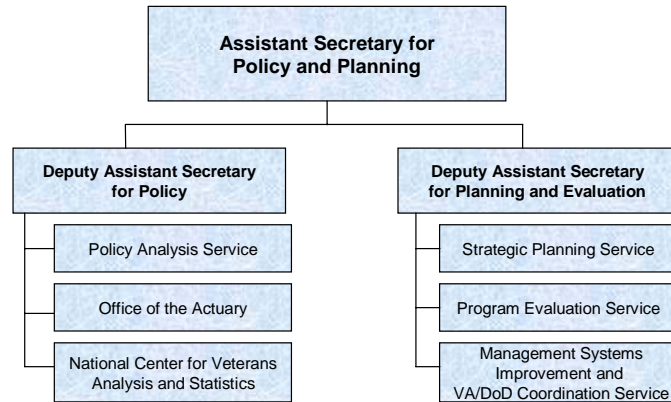 Assistant Secretary for
Policy and Planning
Deputy Assistant Secretary
for Policy
Policy Analysis Service
Office of the Actuary
National Center for Veterans
Analysis and Statistics
Deputy Assistant Secretary
for Planning and Evaluation
Strategic Planning Service
Program Evaluation Service
Management Systems
Improvement and
VA/DoD Coordination Service